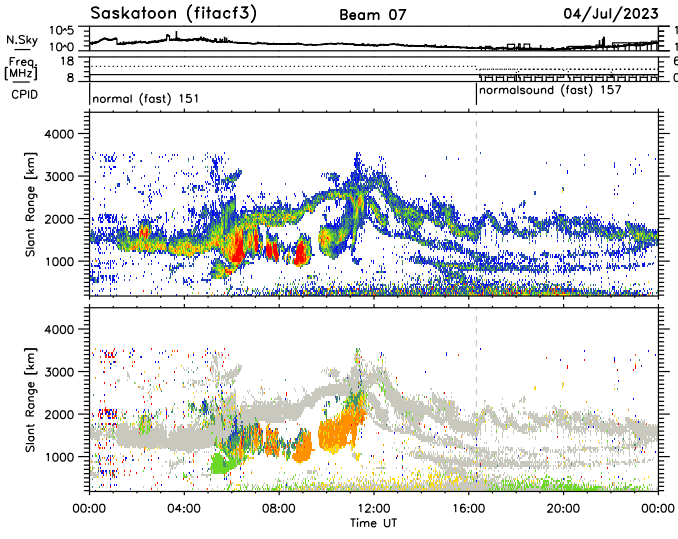 Saskatoon (fitacf3) Beam 07 04/Jul/2023
N.Sky 10^5 10^0
Freq. [MHz] 18 8
CPID normal (fast) 151 normalsound (fast) 157
Slant Range [km] 4000 3000 2000 1000
Slant Range [km] 4000 3000 2000 1000
00:00 04:00 08:00 12:00 16:00 20:00 00:00
Time UT